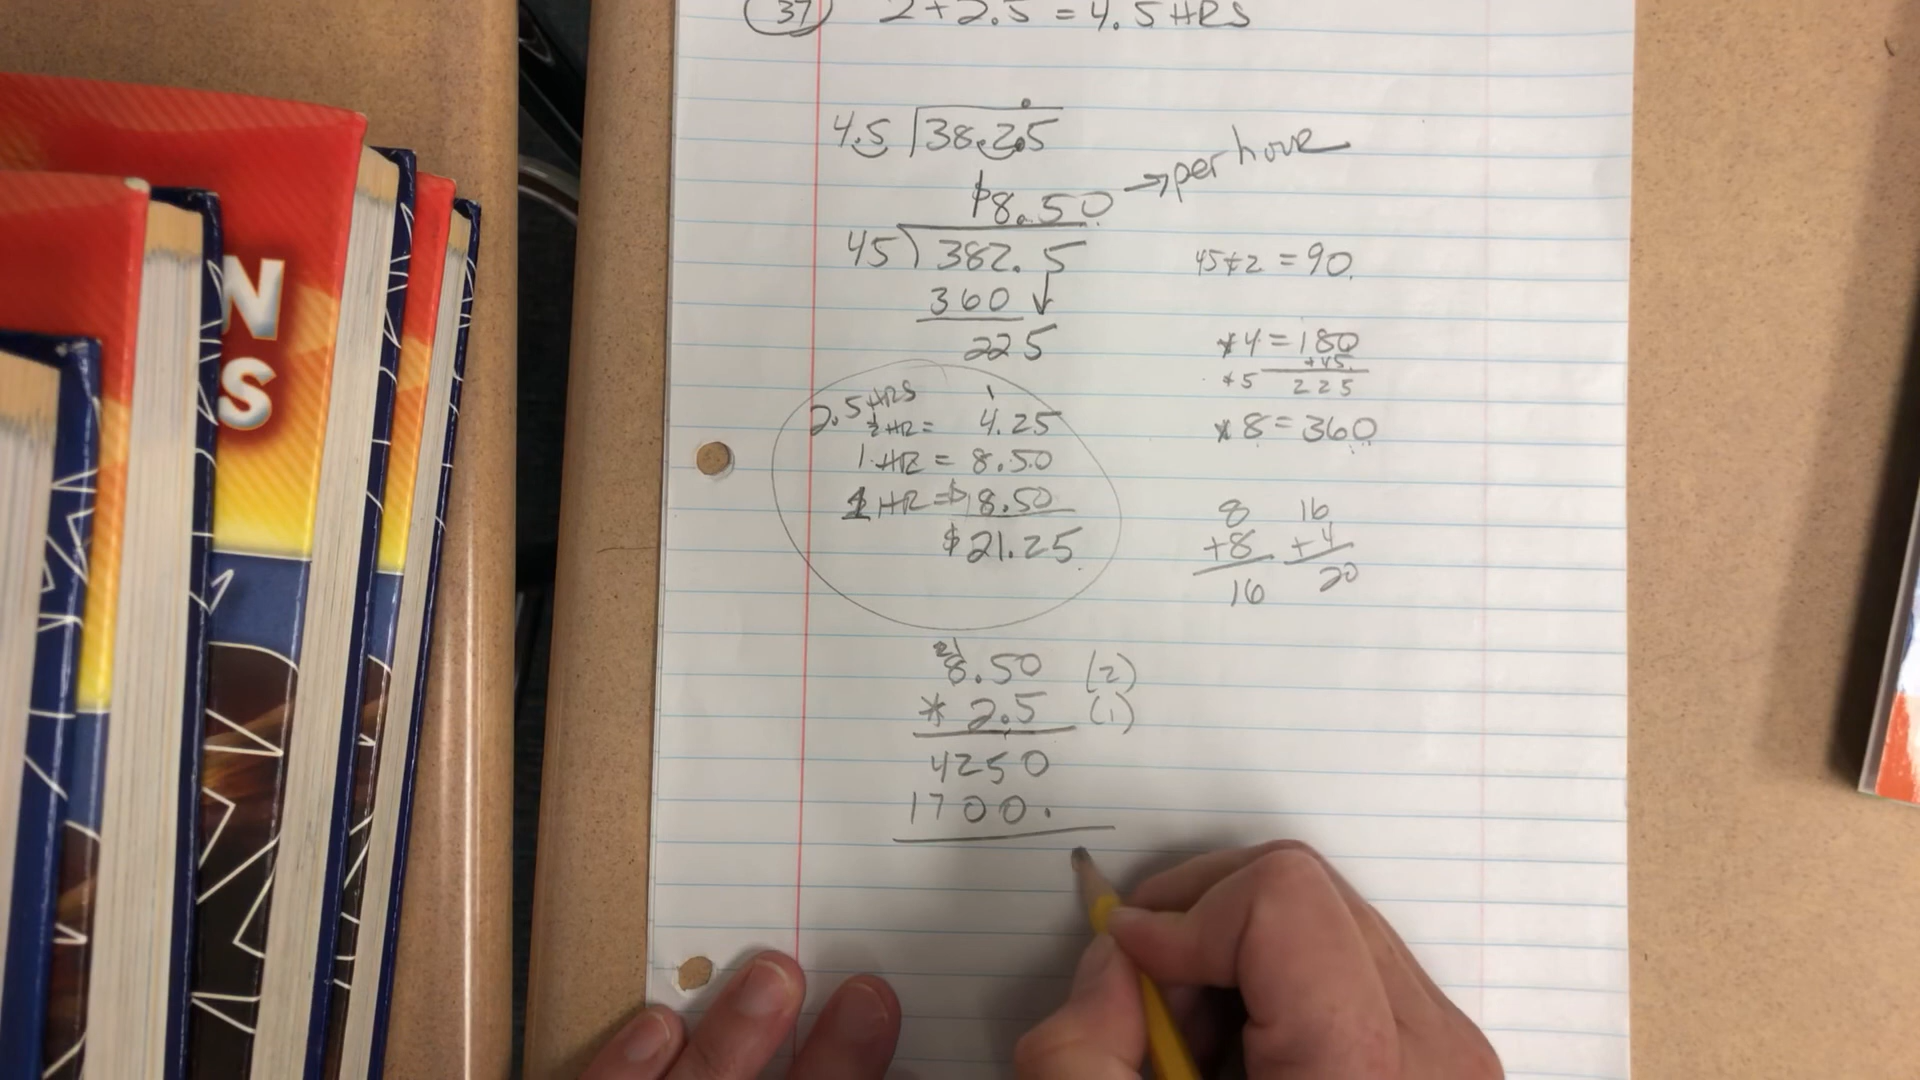 37 2 + 2.5 = 4.5 HRS
4.5 38.2.5
$8.50 → per hour
45 382.5 45*2 = 90
360
225 *4 = 180
+45
*5 225
*8 = 360
2.5 HRS
½ HR = 4.25
1 HR = 8.50
1 HR = $8.50
$21.25
8 16
+8 +4
16 20
8.50 (2)
* 2.5 (1)
4250
1700.
N
S